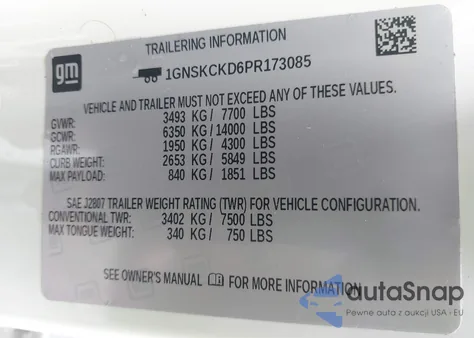 gm
TRAILERING INFORMATION
1GNSKCKD6PR173085
VEHICLE AND TRAILER MUST NOT EXCEED ANY OF THESE VALUES.
GVWR: 3493 KG/ 7700 LBS
GCWR: 6350 KG/ 14000 LBS
RGAWR: 1950 KG/ 4300 LBS
CURB WEIGHT: 2653 KG/ 5849 LBS
MAX PAYLOAD: 840 KG/ 1851 LBS
SAE J2807 TRAILER WEIGHT RATING (TWR) FOR VEHICLE CONFIGURATION.
CONVENTIONAL TWR: 3402 KG/ 7500 LBS
MAX TONGUE WEIGHT: 340 KG/ 750 LBS
SEE OWNER'S MANUAL FOR MORE INFORMATION
autoSnap
Pewne auta z aukcji USA - EU